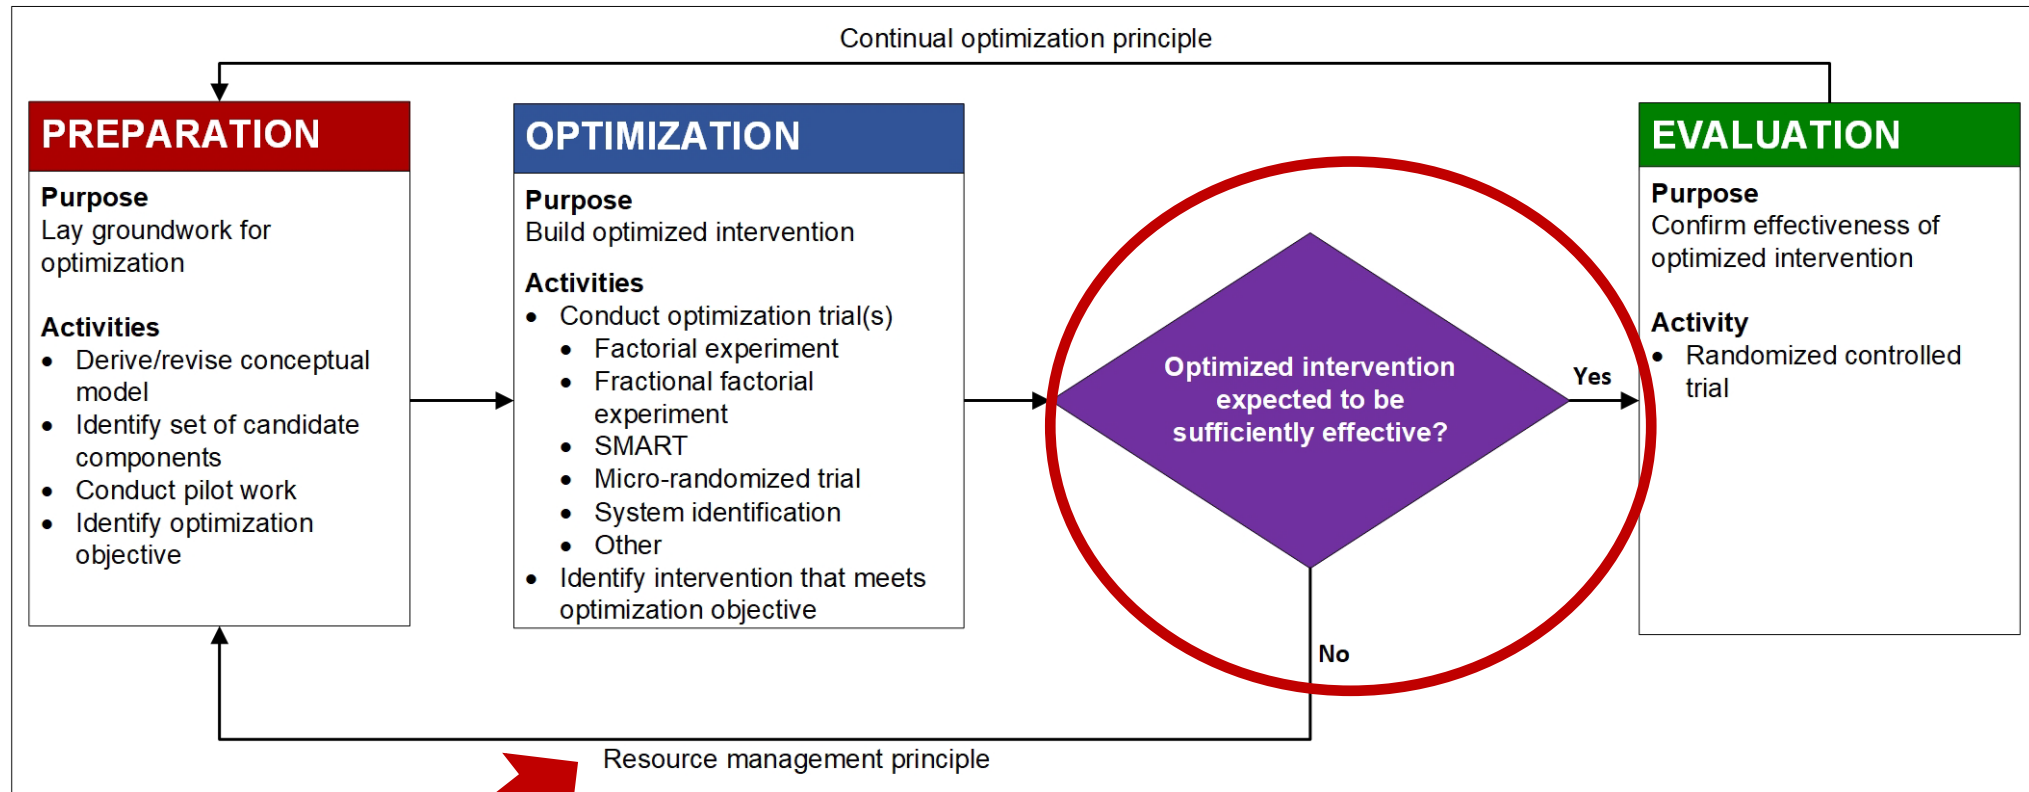 Continual optimization principle
PREPARATION
Purpose
Lay groundwork for
optimization
Activities
• Derive/revise conceptual
model
• Identify set of candidate
components
• Conduct pilot work
• Identify optimization
objective
OPTIMIZATION
Purpose
Build optimized intervention
Activities
• Conduct optimization trial(s)
• Factorial experiment
• Fractional factorial
experiment
• SMART
• Micro-randomized trial
• System identification
• Other
• Identify intervention that meets
optimization objective
Optimized intervention
expected to be
sufficiently effective?
Yes
No
EVALUATION
Purpose
Confirm effectiveness of
optimized intervention
Activity
• Randomized controlled
trial
Resource management principle